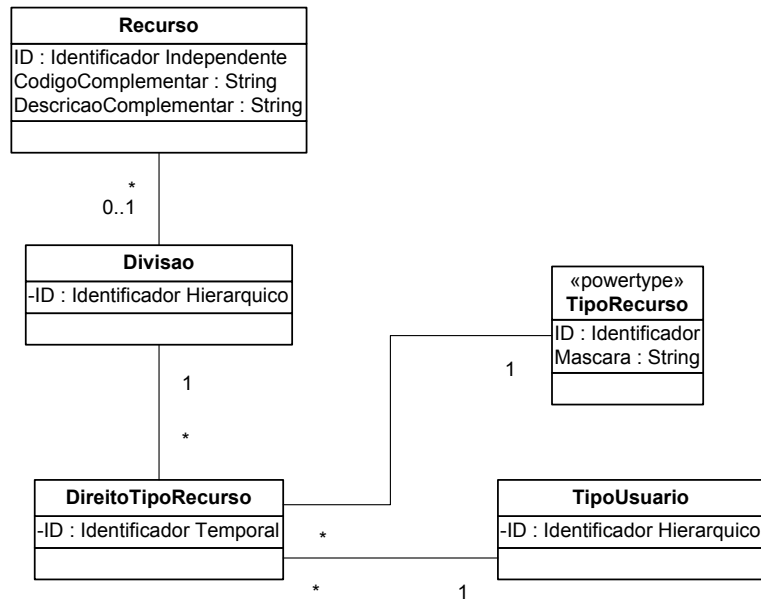 Recurso
ID : Identificador Independente
CodigoComplementar : String
DescricaoComplementar : String
*
0..1
Divisao
-ID : Identificador Hierarquico
«powertype»
TipoRecurso
ID : Identificador
Mascara : String
1
1
*
DireitoTipoRecurso
-ID : Identificador Temporal
TipoUsuario
-ID : Identificador Hierarquico
*
*
1